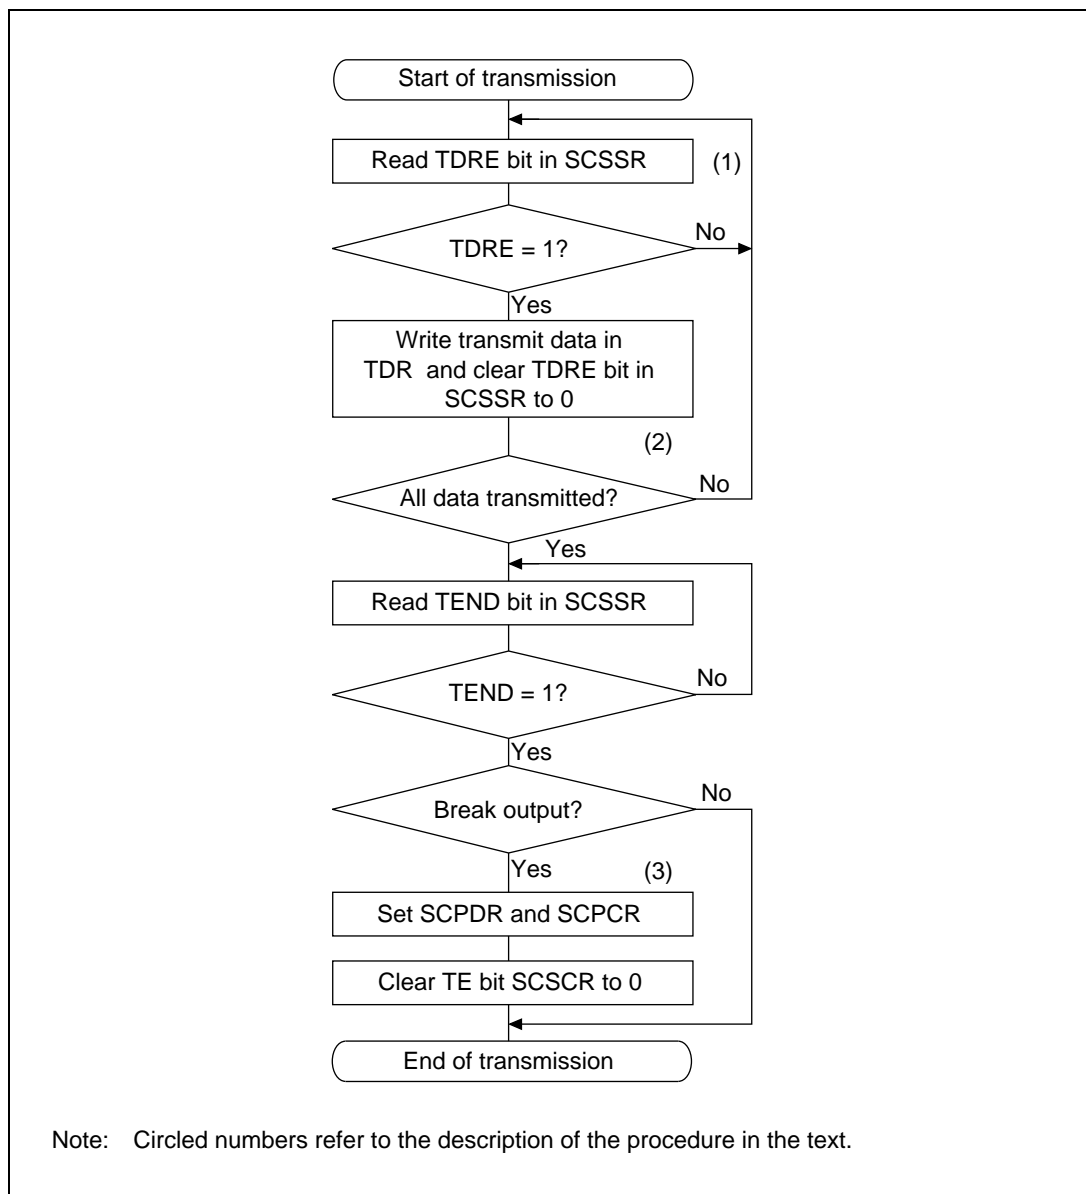 Start of transmission
Read TDRE bit in SCSSR
(1)
TDRE = 1?
No
Yes
Write transmit data in
TDR and clear TDRE bit in
SCSSR to 0
(2)
All data transmitted?
No
Yes
Read TEND bit in SCSSR
TEND = 1?
No
Yes
Break output?
No
Yes
(3)
Set SCPDR and SCPCR
Clear TE bit SCSCR to 0
End of transmission
Note: Circled numbers refer to the description of the procedure in the text.